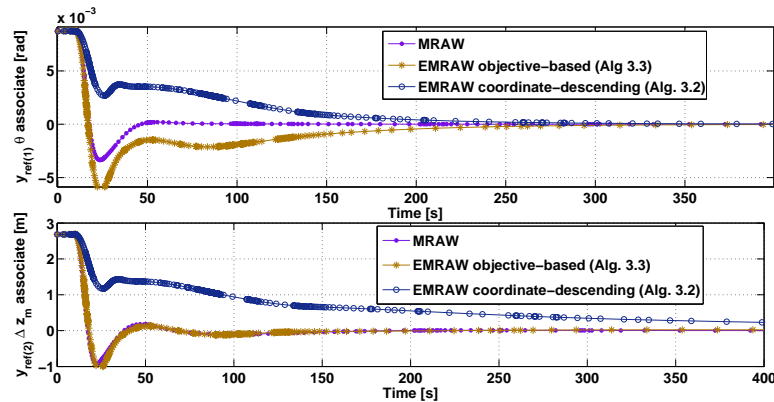 x 10⁻³
5
0
−5
y_ref(1) θ associate [rad]
MRAW
EMRAW objective−based (Alg 3.3)
EMRAW coordinate−descending (Alg. 3.2)
0 50 100 150 200 250 300 350
Time [s]
3
2
1
0
−1
y_ref(2) Δ z_m associate [m]
MRAW
EMRAW objective−based (Alg. 3.3)
EMRAW coordinate−descending (Alg. 3.2)
0 50 100 150 200 250 300 350 400
Time [s]